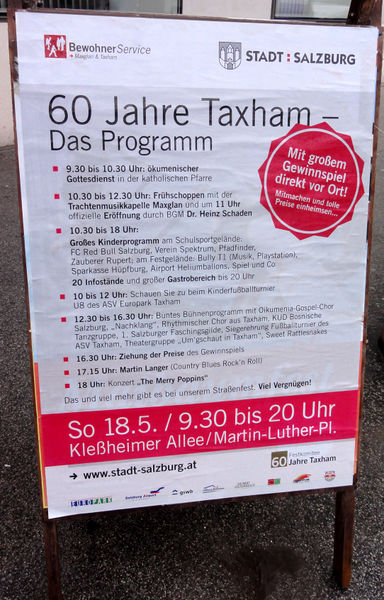 BewohnerService
→ Maxglan & Taxham
STADT : SALZBURG
60 Jahre Taxham –
Das Programm
Mit großem
Gewinnspiel
direkt vor Ort!
Mitmachen und tolle
Preise einheimsen...
9.30 bis 10.30 Uhr: ökumenischer
Gottesdienst in der katholischen Pfarre
10.30 bis 12.30 Uhr: Frühschoppen mit der
Trachtenmusikkapelle Maxglan und um 11 Uhr
offizielle Eröffnung durch BGM Dr. Heinz Schaden
10.30 bis 18 Uhr:
Großes Kinderprogramm am Schulsportgelände:
FC Red Bull Salzburg, Verein Spektrum, Pfadfinder,
Zauberer Rupert; am Festgelände: Bully T1 (Musik, Playstation),
Sparkasse Hüpfburg, Airport Heliumballons, Spiel und Co
20 Infostände und großer Gastrobereich bis 20 Uhr
10 bis 12 Uhr: Schauen Sie zu beim Kinderfußballturnier
U8 des ASV Europark Taxham
12.30 bis 16.30 Uhr: Buntes Bühnenprogramm mit Oikumenia-Gospel-Chor
Salzburg, „Nachklang“, Rhythmischer Chor aus Taxham, KUD Bosnische
Tanzgruppe, 1. Salzburger Faschingsgilde, Siegerehrung Fußballturnier des
ASV Taxham, Theatergruppe „Um'gschaut in Taxham“, Sweet Rattlesnakes
16.30 Uhr: Ziehung der Preise des Gewinnspiels
17.15 Uhr: Martin Langer (Country Blues Rock'n Roll)
18 Uhr: Konzert „The Merry Poppins“
Das und viel mehr gibt es bei unserem Straßenfest. Viel Vergnügen!
So 18.5. / 9.30 bis 20 Uhr
Kleßheimer Allee/Martin-Luther-Pl.
→ www.stadt-salzburg.at
Festkomitee
60 Jahre Taxham
EUROPARK
Salzburg Airport
gswb